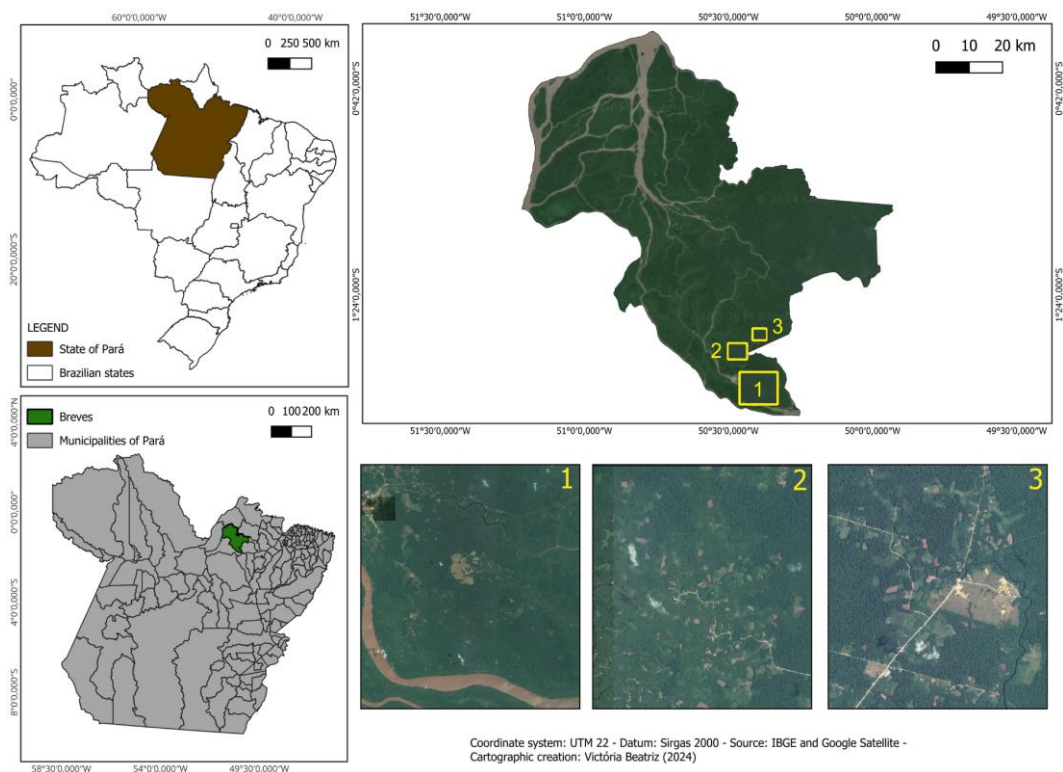 60°0'0,000"W
40°0'0,000"W
0°0'0,000"
20°0'0,000"S
0 250 500 km
LEGEND
State of Pará
Brazilian states
Breves
Municipalities of Pará
0 100 200 km
4°0'0,000"N
0°0'0,000"
4°0'0,000"S
8°0'0,000"S
58°30'0,000"W
54°0'0,000"W
49°30'0,000"W
51°30'0,000"W
51°0'0,000"W
50°30'0,000"W
50°0'0,000"W
49°30'0,000"W
0 10 20 km
0°42'0,000"S
1°24'0,000"S
0°42'0,000"S
1°24'0,000"S
3
2
1
51°30'0,000"W
51°0'0,000"W
50°30'0,000"W
50°0'0,000"W
49°30'0,000"W
1
2
3
Coordinate system: UTM 22 - Datum: Sirgas 2000 - Source: IBGE and Google Satellite -
Cartographic creation: Victória Beatriz (2024)